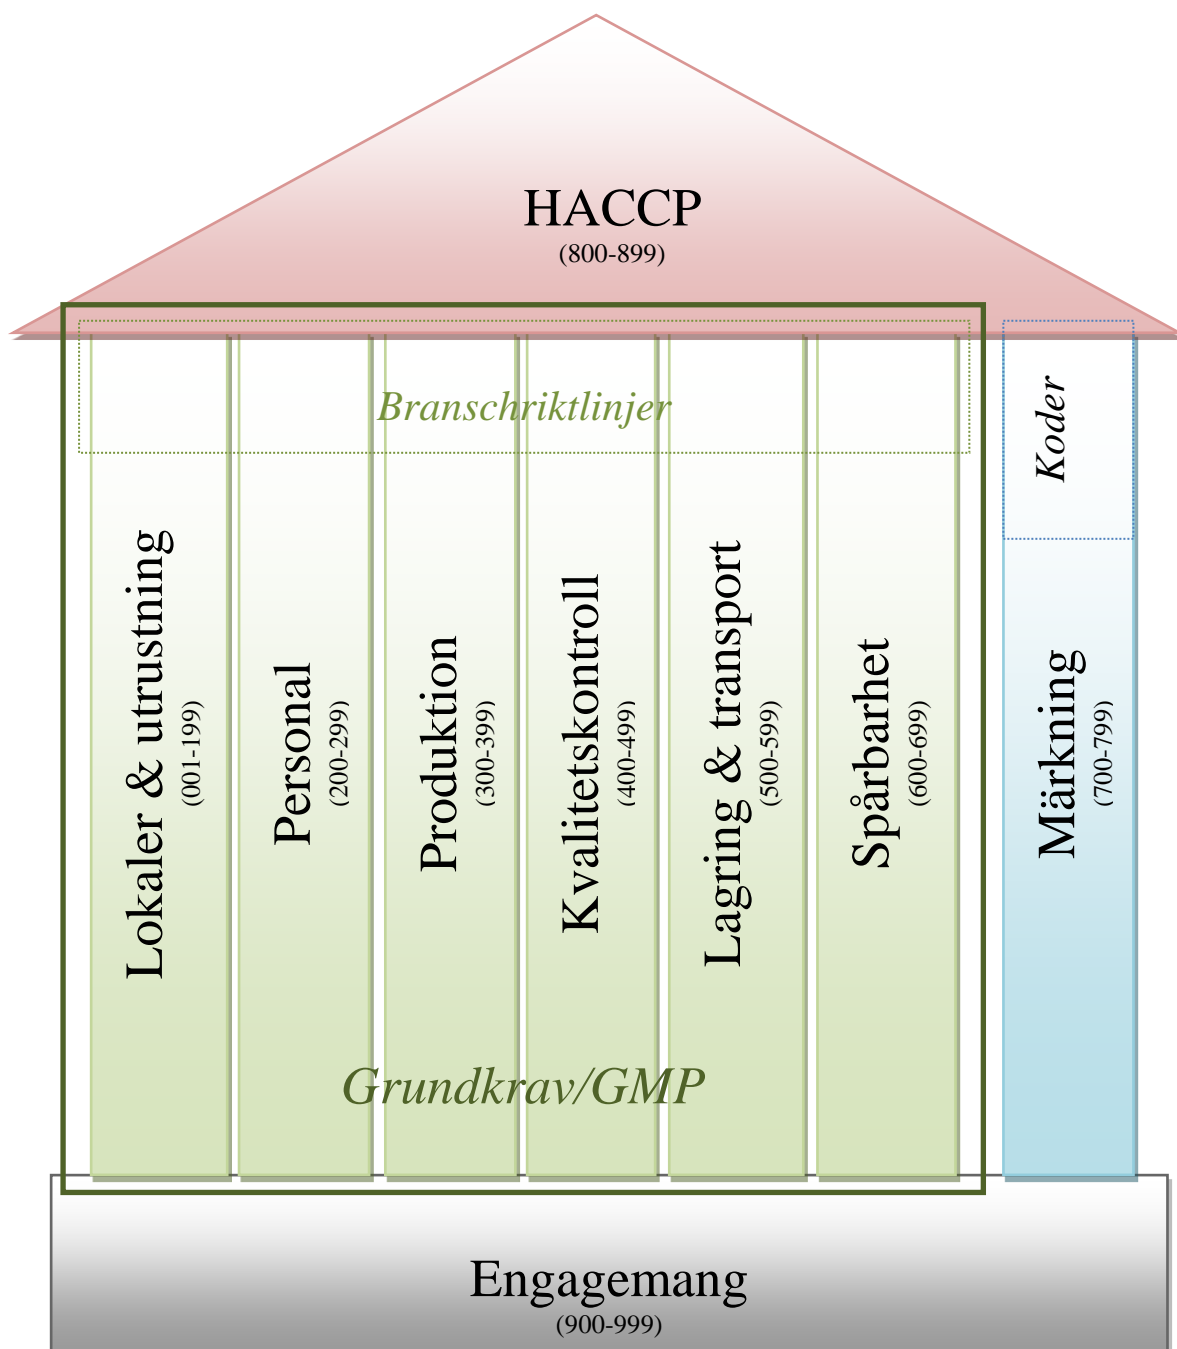 HACCP
(800-899)
Branschriktlinjer
Koder
Lokaler & utrustning
(001-199)
Personal
(200-299)
Produktion
(300-399)
Kvalitetskontroll
(400-499)
Lagring & transport
(500-599)
Spårbarhet
(600-699)
Märkning
(700-799)
Grundkrav/GMP
Engagemang
(900-999)